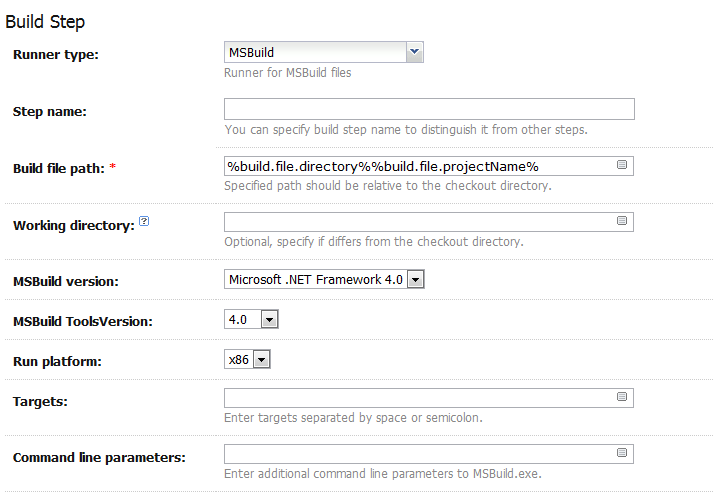 Build Step
Runner type: MSBuild
Runner for MSBuild files
Step name:
You can specify build step name to distinguish it from other steps.
Build file path: * %build.file.directory%%build.file.projectName%
Specified path should be relative to the checkout directory.
Working directory: ?
Optional, specify if differs from the checkout directory.
MSBuild version: Microsoft .NET Framework 4.0
MSBuild ToolsVersion: 4.0
Run platform: x86
Targets:
Enter targets separated by space or semicolon.
Command line parameters:
Enter additional command line parameters to MSBuild.exe.